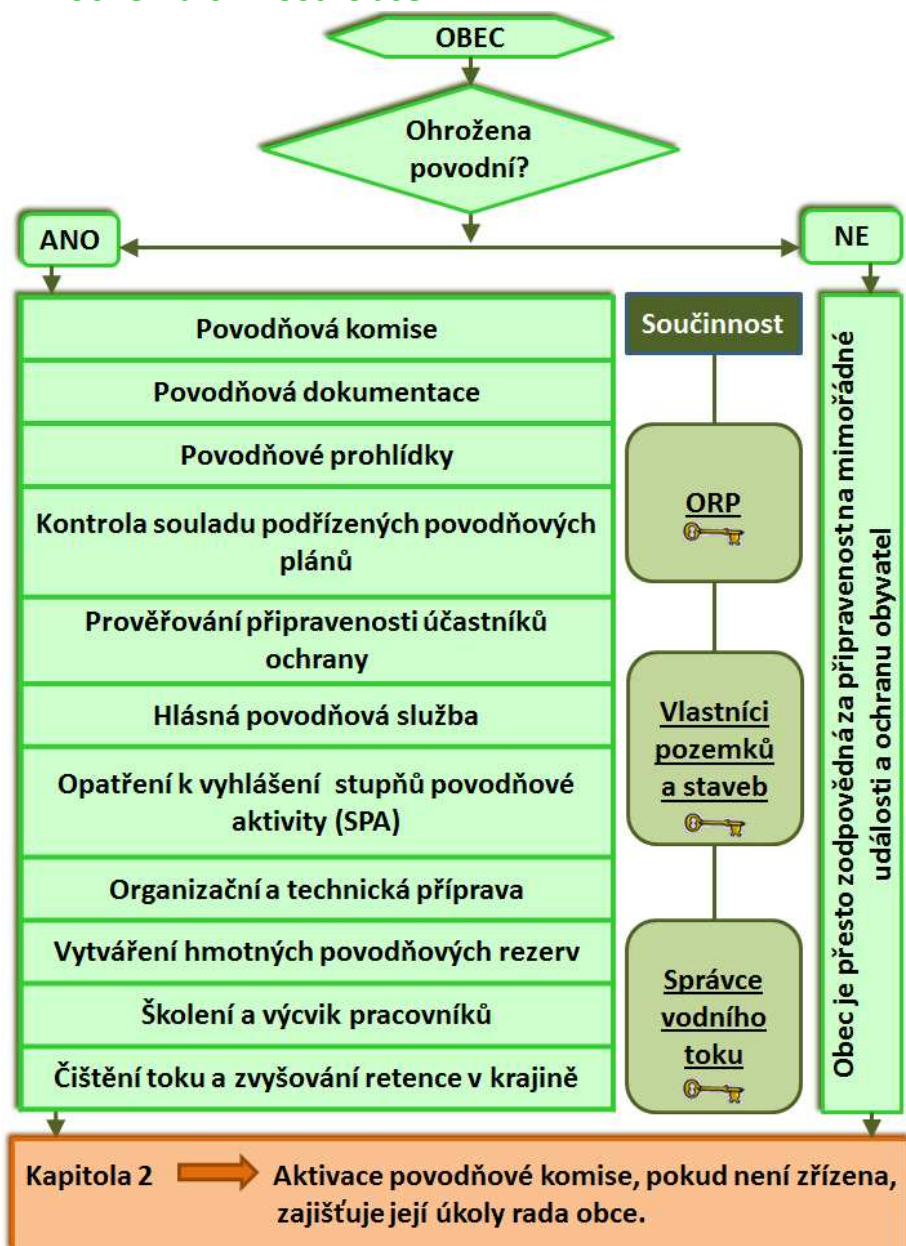 OBEC
Ohrožena
povodní?
ANO
NE
Povodňová komise
Povodňová dokumentace
Povodňové prohlídky
Kontrola souladu podřízených povodňových
plánů
Prověřování připravenosti účastníků
ochrany
Hlásná povodňová služba
Opatření k vyhlášení stupňů povodňové
aktivity (SPA)
Organizační a technická příprava
Vytváření hmotných povodňových rezerv
Školení a výcvik pracovníků
Čištění toku a zvyšování retence v krajině
Součinnost
ORP
Vlastníci
pozemků
a staveb
Správce
vodního
toku
Obec je přesto zodpovědná za připravenost na mimořádné
události a ochranu obyvatel
Kapitola 2
Aktivace povodňové komise, pokud není zřízena,
zajišťuje její úkoly rada obce.